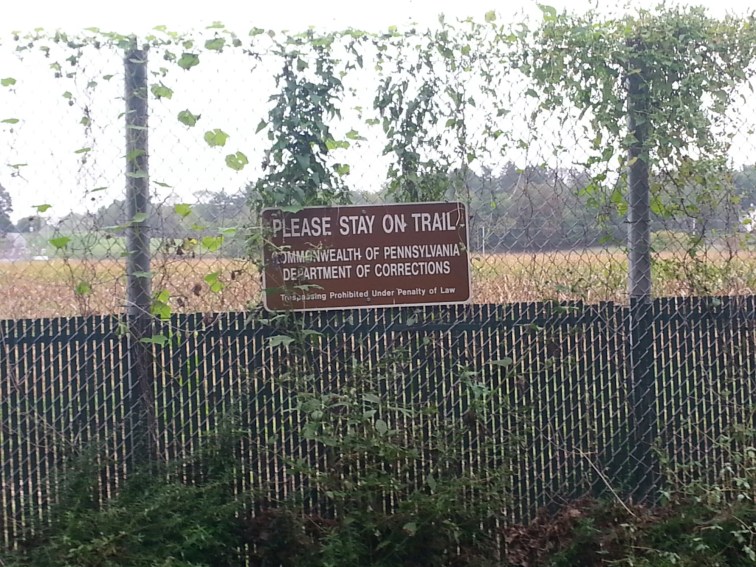 PLEASE STAY ON TRAIL
COMMONWEALTH OF PENNSYLVANIA
DEPARTMENT OF CORRECTIONS
Trespassing Prohibited Under Penalty of Law